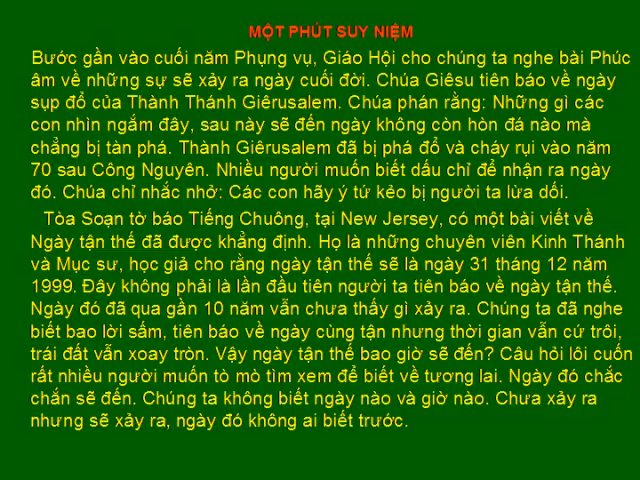 MỘT PHÚT SUY NIỆM
Bước gần vào cuối năm Phụng vụ, Giáo Hội cho chúng ta nghe bài Phúc
âm về những sự sẽ xảy ra ngày cuối đời. Chúa Giêsu tiên báo về ngày
sụp đổ của Thành Thánh Giêrusalem. Chúa phán rằng: Những gì các
con nhìn ngắm đây, sau này sẽ đến ngày không còn hòn đá nào mà
chẳng bị tàn phá. Thành Giêrusalem đã bị phá đổ và cháy rụi vào năm
70 sau Công Nguyên. Nhiều người muốn biết dấu chỉ để nhận ra ngày
đó. Chúa chỉ nhắc nhở: Các con hãy ý tứ kẻo bị người ta lừa dối.
Tòa Soạn tờ báo Tiếng Chuông, tại New Jersey, có một bài viết về
Ngày tận thế đã được khẳng định. Họ là những chuyên viên Kinh Thánh
và Mục sư, học giả cho rằng ngày tận thế sẽ là ngày 31 tháng 12 năm
1999. Đây không phải là lần đầu tiên người ta tiên báo về ngày tận thế.
Ngày đó đã qua gần 10 năm vẫn chưa thấy gì xảy ra. Chúng ta đã nghe
biết bao lời sấm, tiên báo về ngày cùng tận nhưng thời gian vẫn cứ trôi,
trái đất vẫn xoay tròn. Vậy ngày tận thế bao giờ sẽ đến? Câu hỏi lôi cuốn
rất nhiều người muốn tò mò tìm xem để biết về tương lai. Ngày đó chắc
chắn sẽ đến. Chúng ta không biết ngày nào và giờ nào. Chưa xảy ra
nhưng sẽ xảy ra, ngày đó không ai biết trước.